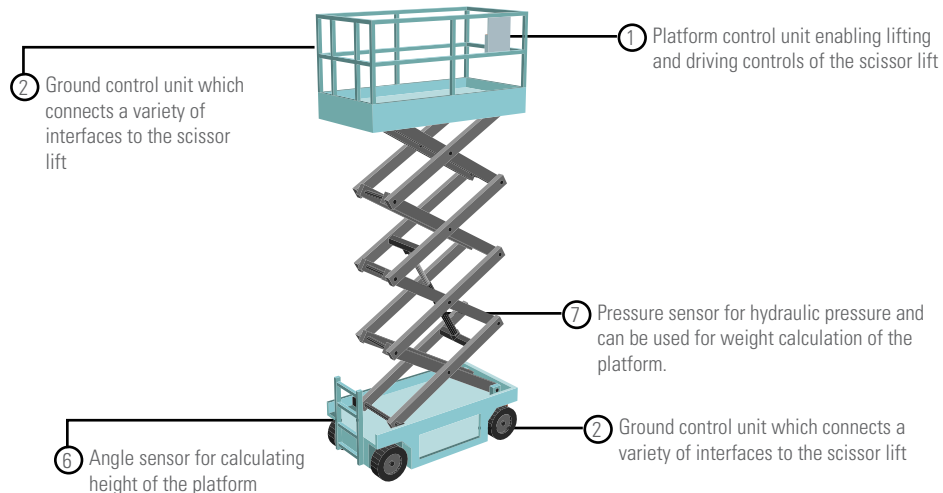 1 Platform control unit enabling lifting
and driving controls of the scissor lift
2 Ground control unit which
connects a variety of
interfaces to the scissor
lift
7 Pressure sensor for hydraulic pressure and
can be used for weight calculation of the
platform.
2 Ground control unit which connects a
variety of interfaces to the scissor lift
6 Angle sensor for calculating
height of the platform